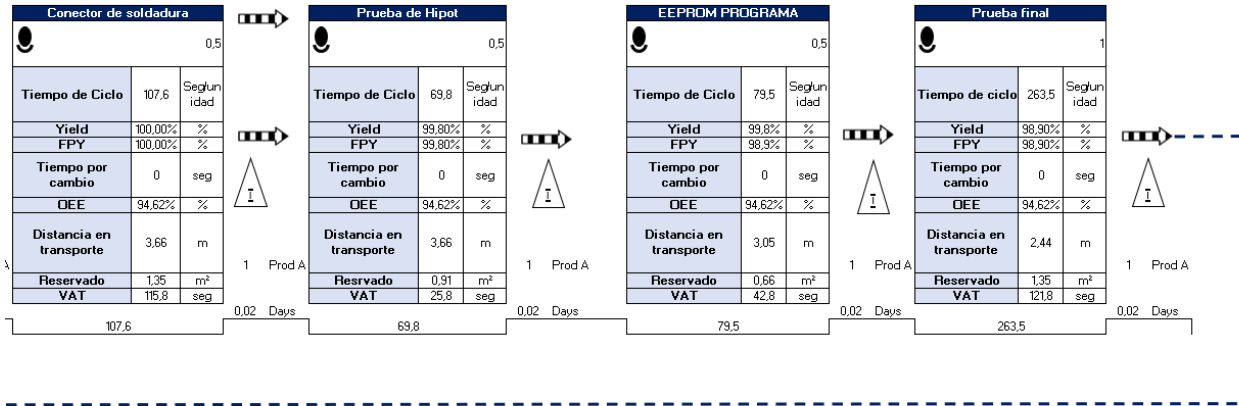 Conector de soldadura
0,5
Tiempo de Ciclo 107,6 Seg/unidad
Yield 100,00% %
FPY 100,00% %
Tiempo por cambio 0 seg
OEE 94,62% %
Distancia en transporte 3,66 m
Reservado 1,35 m²
VAT 115,8 seg
107,6
I
1 Prod A
0,02 Days
Prueba de Hipot
0,5
Tiempo de Ciclo 69,8 Seg/unidad
Yield 99,80% %
FPY 99,80% %
Tiempo por cambio 0 seg
OEE 94,62% %
Distancia en transporte 3,66 m
Resrvado 0,91 m²
VAT 25,8 seg
69,8
I
1 Prod A
0,02 Days
EEPROM PROGRAMA
0,5
Tiempo de Ciclo 79,5 Seg/unidad
Yield 99,8% %
FPY 98,9% %
Tiempo por cambio 0 seg
OEE 94,62% %
Distancia en transporte 3,05 m
Reservado 0,66 m²
VAT 42,8 seg
79,5
I
1 Prod A
0,02 Days
Prueba final
1
Tiempo de ciclo 263,5 Seg/unidad
Yield 98,90% %
FPY 98,90% %
Tiempo por cambio 0 seg
OEE 94,62% %
Distancia en transporte 2,44 m
Reservado 1,35 m²
VAT 121,8 seg
263,5
I
1 Prod A
0,02 Days